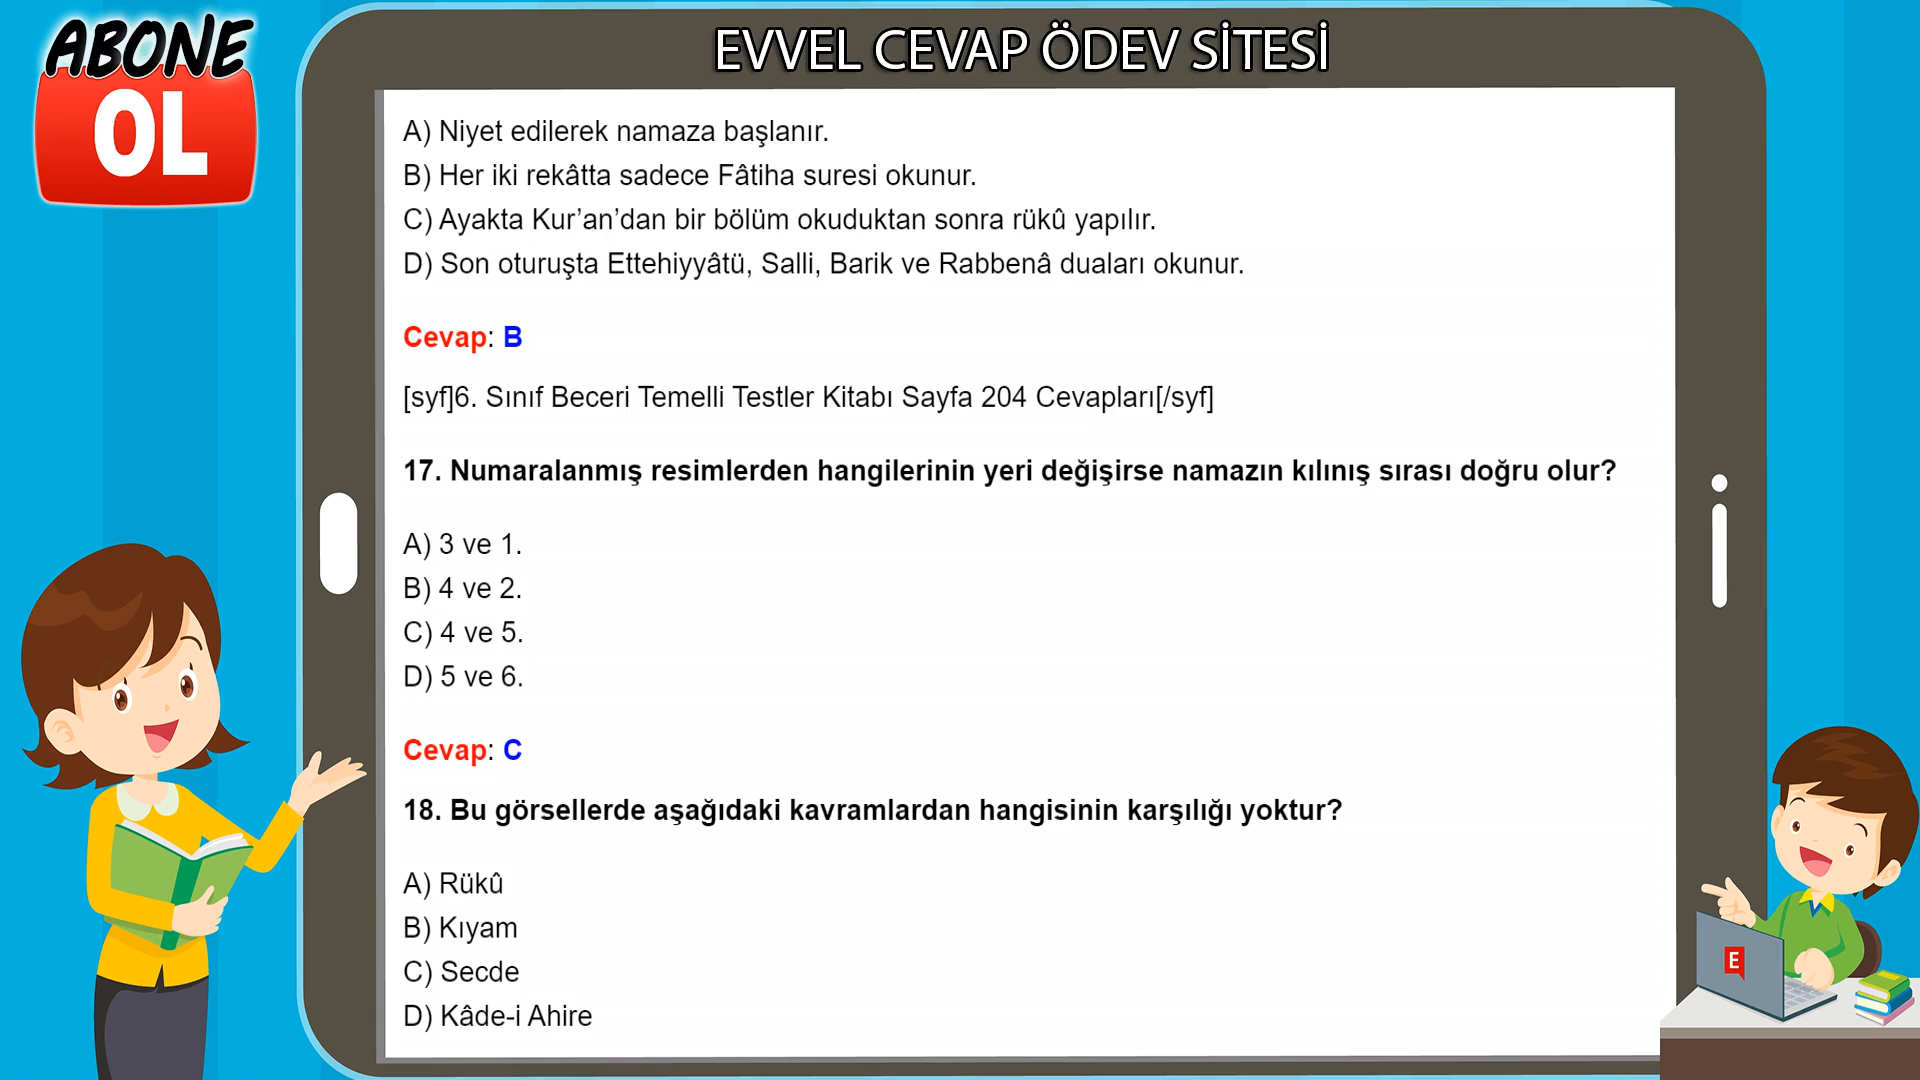 ABONE
OL
EVVEL CEVAP ÖDEV SİTESİ
A) Niyet edilerek namaza başlanır.
B) Her iki rekâtta sadece Fâtiha suresi okunur.
C) Ayakta Kur’an’dan bir bölüm okuduktan sonra rükû yapılır.
D) Son oturuşta Ettehiyyâtü, Salli, Barik ve Rabbenâ duaları okunur.
Cevap: B
[syf]6. Sınıf Beceri Temelli Testler Kitabı Sayfa 204 Cevapları[/syf]
17. Numaralanmış resimlerden hangilerinin yeri değişirse namazın kılınış sırası doğru olur?
A) 3 ve 1.
B) 4 ve 2.
C) 4 ve 5.
D) 5 ve 6.
Cevap: C
18. Bu görsellerde aşağıdaki kavramlardan hangisinin karşılığı yoktur?
A) Rükû
B) Kıyam
C) Secde
D) Kâde-i Ahire
E